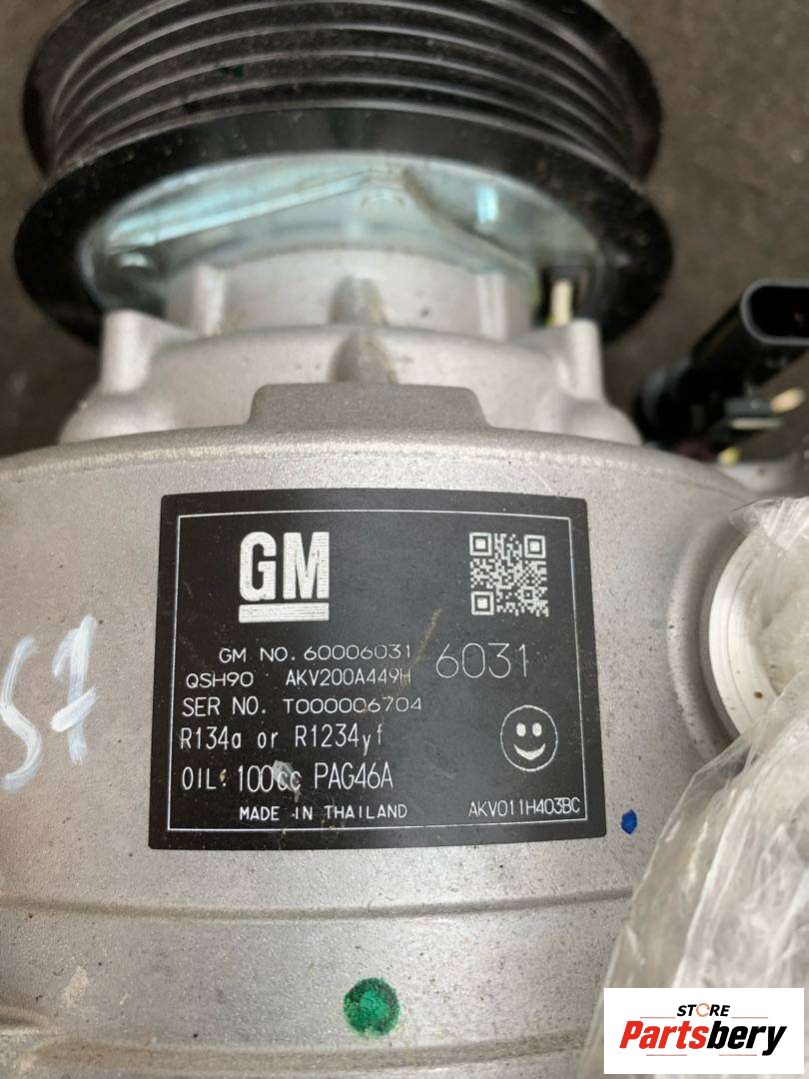 GM
GM NO. 60006031 6031
QSH90 AKV200A449H
SER NO. T000006704
R134a or R1234yf
OIL: 100cc PAG46A
MADE IN THAILAND AKV011H403BC
57
STORE
Partsbery